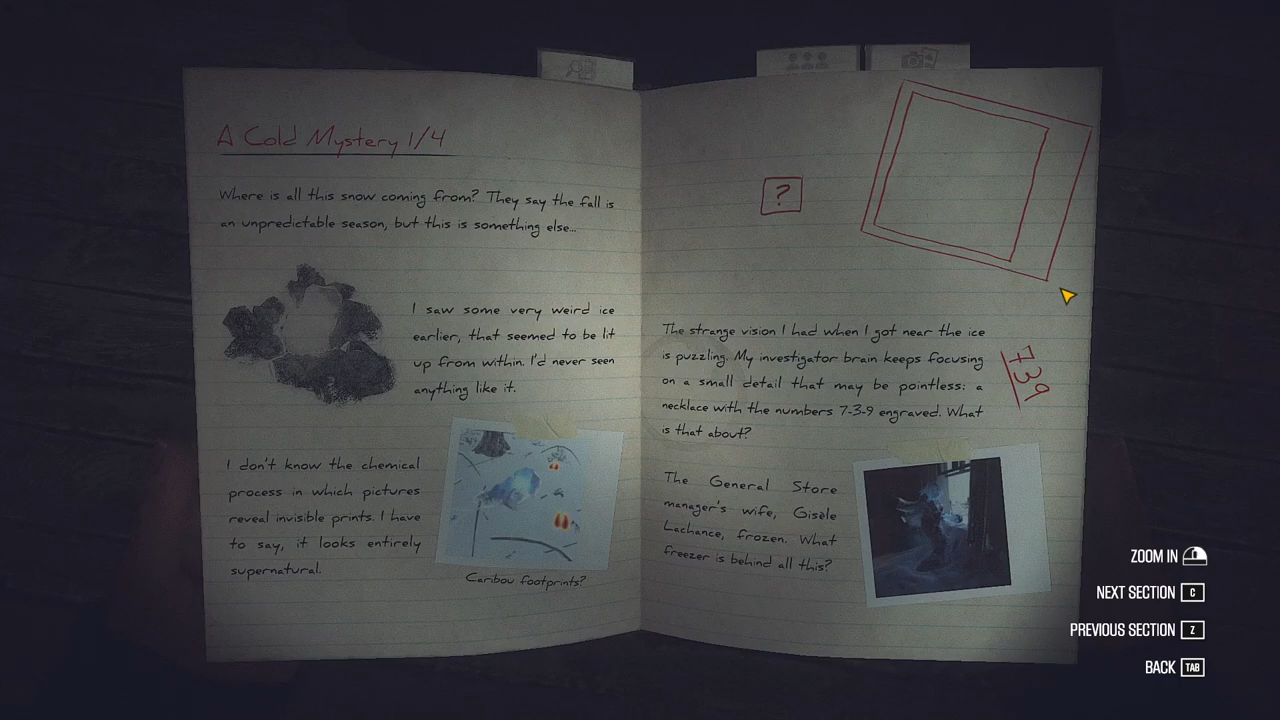 A Cold Mystery 1/4
Where is all this snow coming from? They say the fall is
an unpredictable season, but this is something else...
I saw some very weird ice
earlier, that seemed to be lit
up from within. I'd never seen
anything like it.
I don't know the chemical
process in which pictures
reveal invisible prints. I have
to say, it looks entirely
supernatural.
Caribou footprints?
?
The strange vision I had when I got near the ice
is puzzling. My investigator brain keeps focusing
on a small detail that may be pointless: a
necklace with the numbers 7-3-9 engraved. What
is that about?
739
The General Store
manager's wife, Gisèle
Lachance, frozen. What
freezer is behind all this?
ZOOM IN
NEXT SECTION C
PREVIOUS SECTION Z
BACK TAB